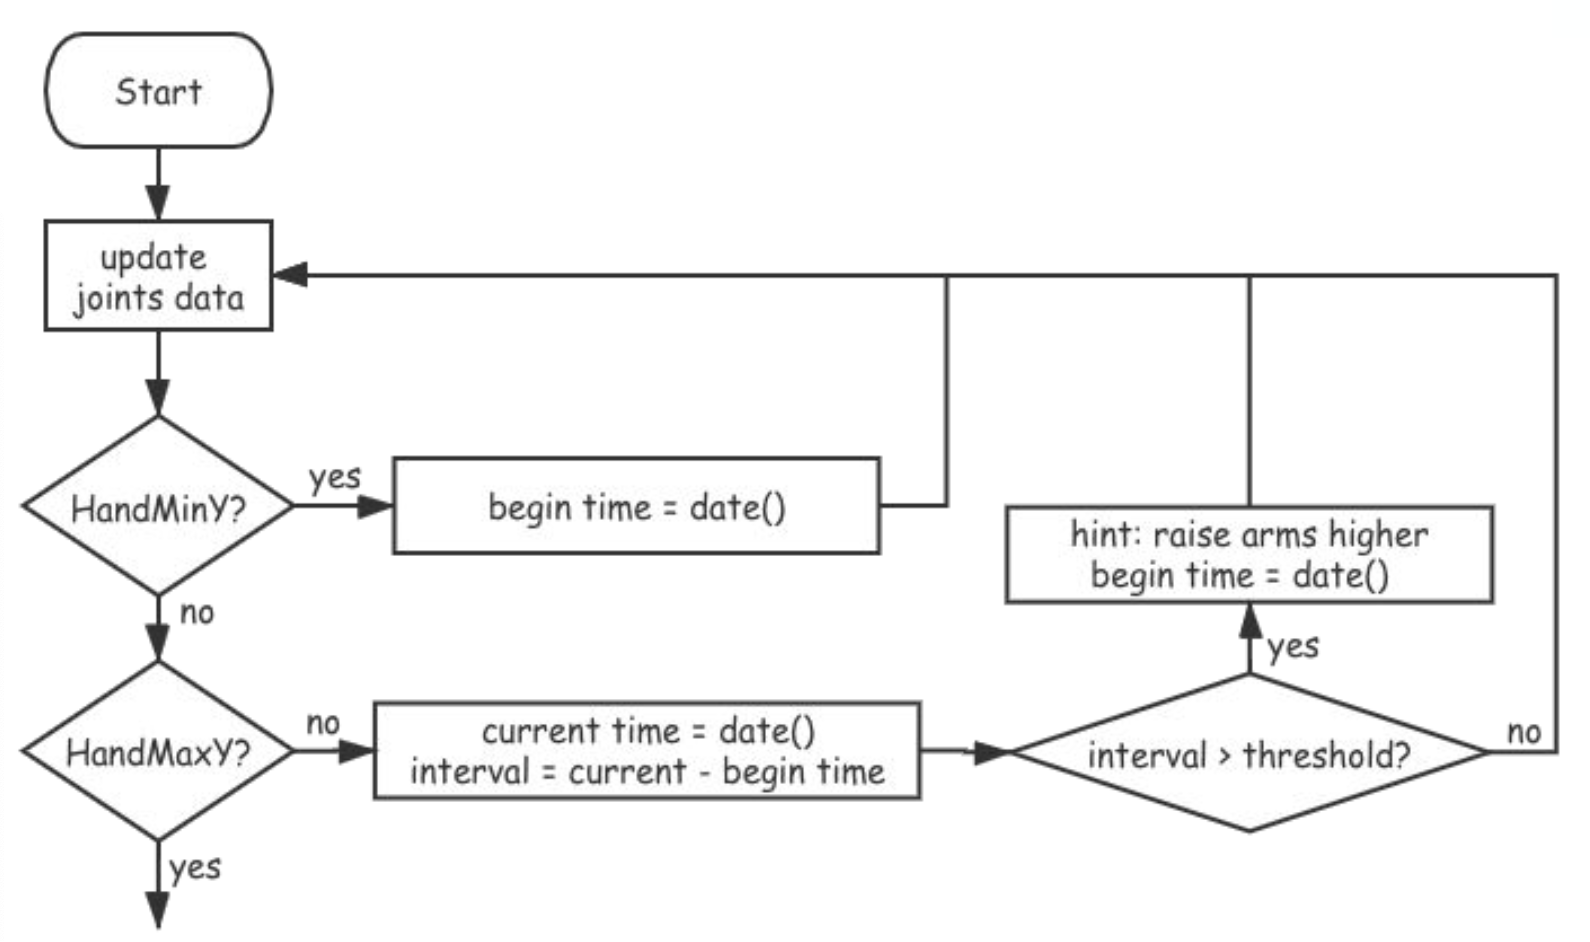 Start
update
joints data
HandMinY?
yes
begin time = date()
hint: raise arms higher
begin time = date()
no
yes
HandMaxY?
no
current time = date()
interval = current - begin time
interval > threshold?
no
yes